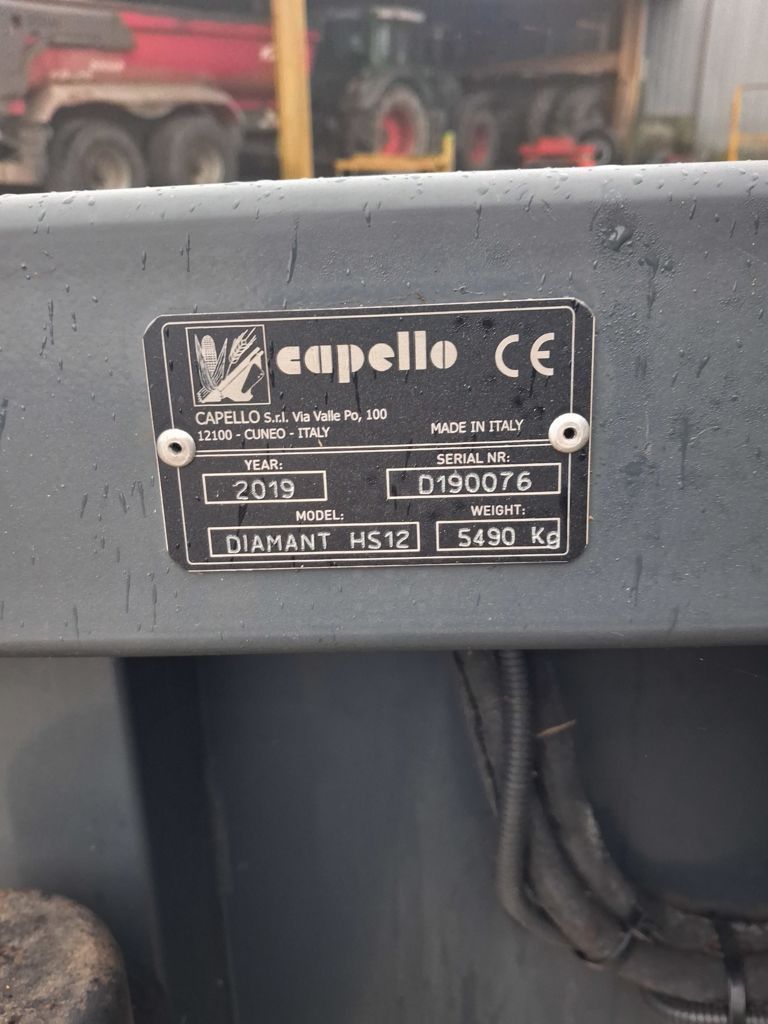 capello CE
CAPELLO S.r.l. Via Valle Po, 100
12100 - CUNEO - ITALY MADE IN ITALY
YEAR: SERIAL NR:
2019 D190076
MODEL: WEIGHT:
DIAMANT HS12 5490 Kg